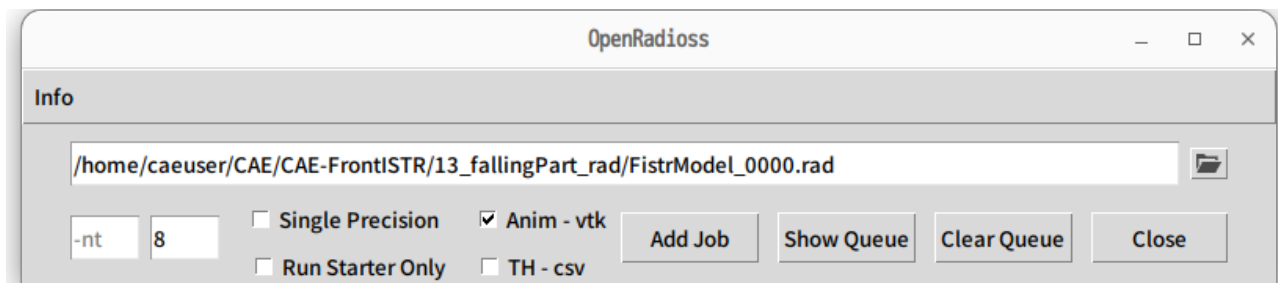 OpenRadioss
Info
/home/caeuser/CAE/CAE-FrontISTR/13_fallingPart_rad/FistrModel_0000.rad
-nt 8 Single Precision Anim - vtk Add Job Show Queue Clear Queue Close
Run Starter Only TH - csv